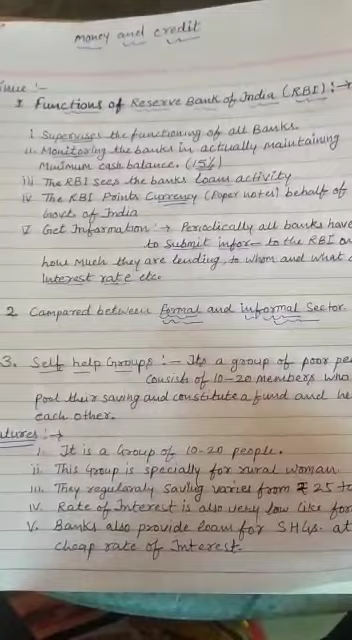 money and credit
inue :-
1 Functions of Reserve Bank of India (RBI) :→
i Supervises the functioning of all Banks.
ii. Monitoring the banks in actually maintaining
Minimum cash balance. (15%)
iii The RBI sees the banks loans activity
iv The RBI Prints Currency (Paper notes) behalf of
Govt of India
V Get Information :→ Periodically all banks have
to submit infor- to the RBI on
how Much they are lending, to whom and what
Interest rate etc.
2 Compared between formal and informal Sector.
3. Self help Groups :- Its a group of poor pe
Consists of 10-20 members who
Pool their saving and constitute a fund and he
each other.
atures :→
i. It is a Group of 10-20 people.
ii. This Group is specially for rural woman
iii. They regularaly Saving varies from ₹ 25 to
iv. Rate of Interest is also very low like for
V. Banks also provide loan for SHGs. at
cheap rate of Interest.